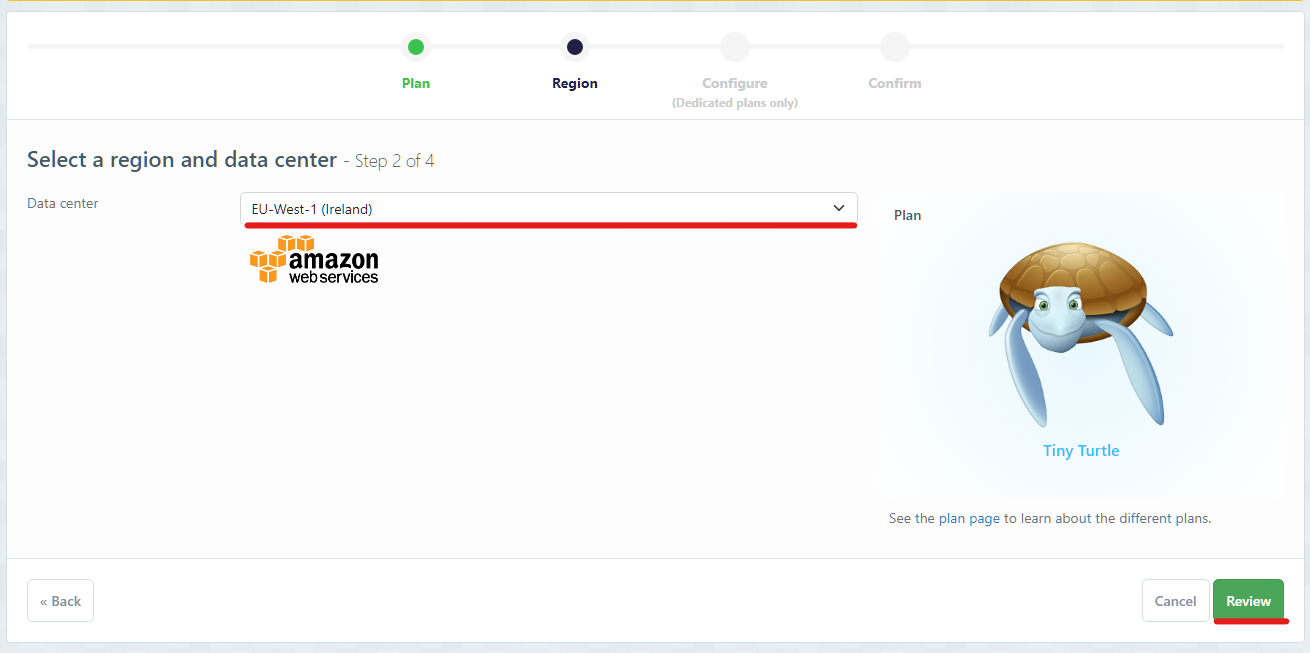 Plan
Region
Configure
(Dedicated plans only)
Confirm
Select a region and data center - Step 2 of 4
Data center
EU-West-1 (Ireland)
amazon
web services
Plan
Tiny Turtle
See the plan page to learn about the different plans.
« Back
Cancel
Review